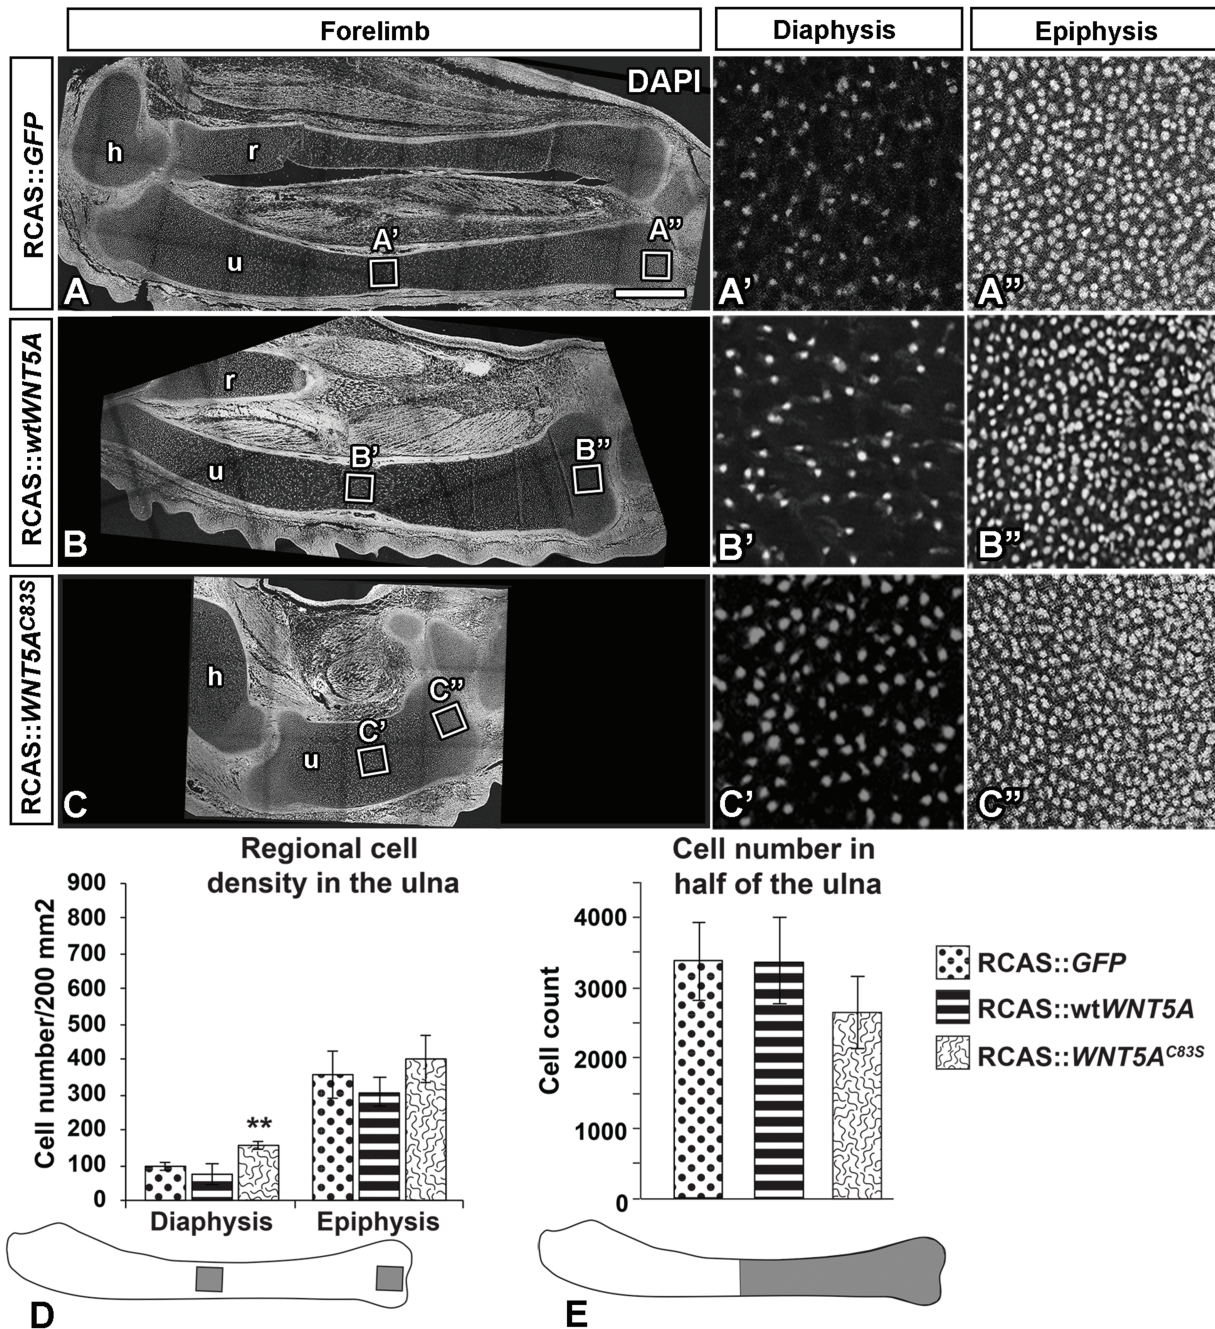 Forelimb
Diaphysis
Epiphysis
RCAS::GFP
DAPI
h
r
u
A'
A”
A
A'
A”
RCAS::wtWNT5A
r
u
B'
B”
B
B'
B”
RCAS::WNT5AC83S
h
u
C'
C”
C
C'
C”
Regional cell
density in the ulna
Cell number/200 mm2
900
800
700
600
500
400
300
200
100
0
**
Diaphysis
Epiphysis
D
Cell number in
half of the ulna
Cell count
4000
3000
2000
1000
0
E
RCAS::GFP
RCAS::wtWNT5A
RCAS::WNT5AC83S